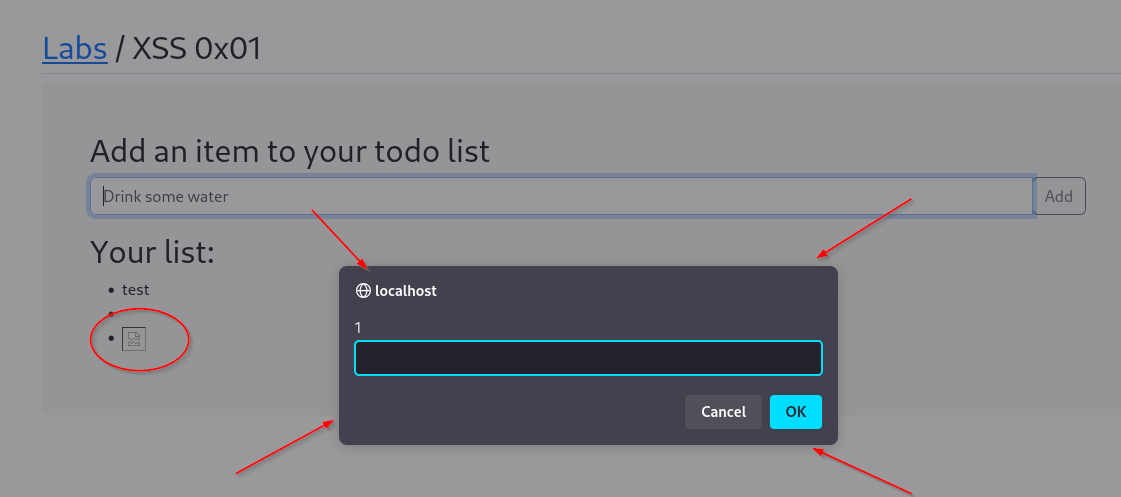 Labs / XSS 0x01
Add an item to your todo list
Drink some water
Add
Your list:
test
localhost
1
Cancel
OK